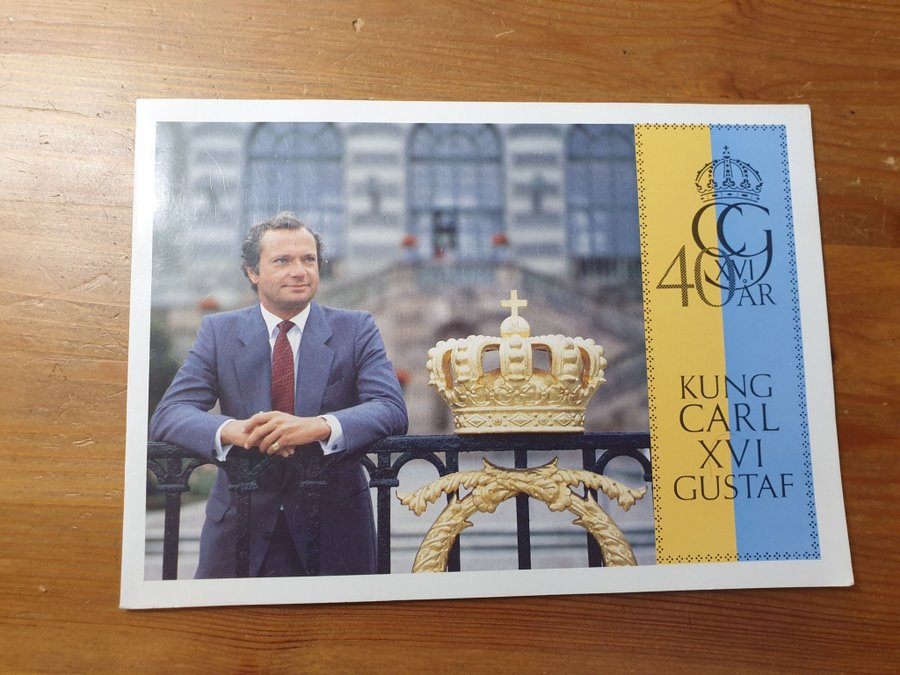 CG
XVI
40 ÅR
KUNG
CARL
XVI
GUSTAF